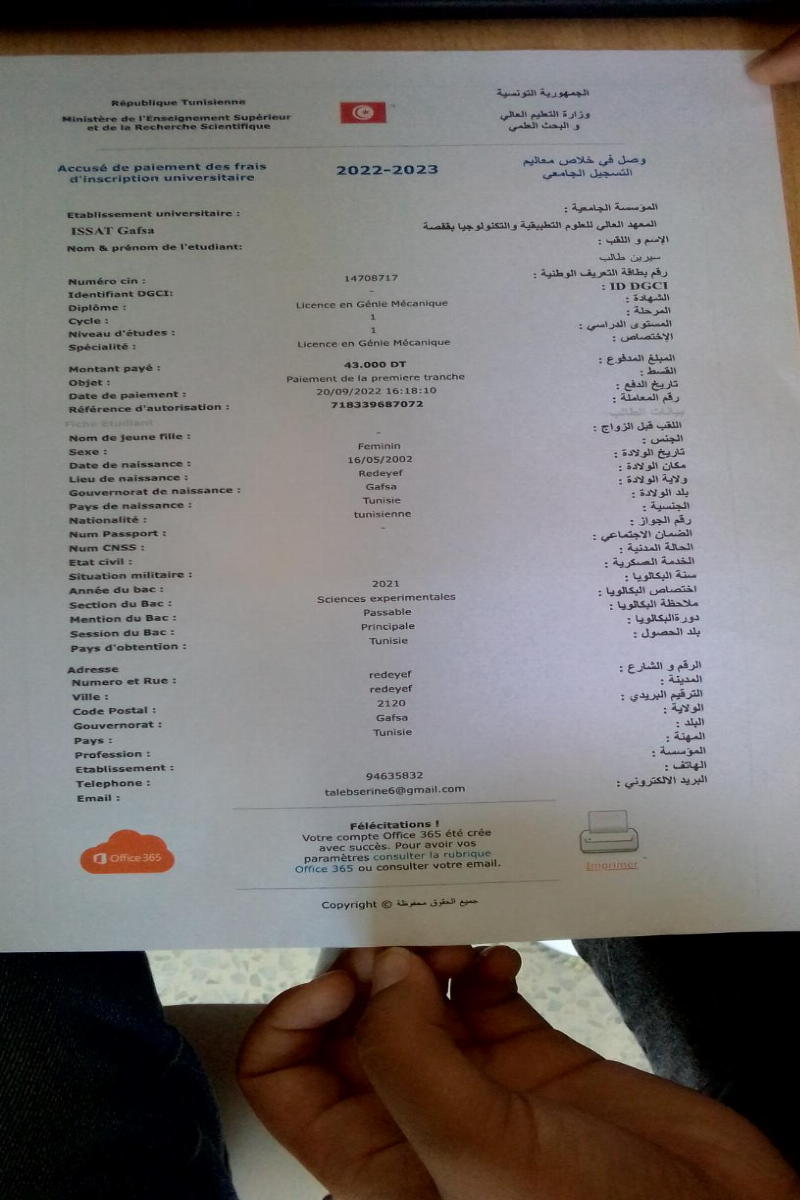 République Tunisienne
Ministère de l'Enseignement Supérieur
et de la Recherche Scientifique
الجمهورية التونسية
وزارة التعليم العالي
و البحث العلمي
Accusé de paiement des frais
d'inscription universitaire
2022-2023
وصل في خلاص معاليم
التسجيل الجامعي
Etablissement universitaire :
المؤسسة الجامعية :
ISSAT Gafsa
المعهد العالي للعلوم التطبيقية والتكنولوجيا بقفصة
Nom & prénom de l'etudiant:
الإسم و اللقب :
سيرين طالب
Numéro cin : 14708717 رقم بطاقة التعريف الوطنية :
Identifiant DGCI: - ID DGCI :
Diplôme : Licence en Génie Mécanique الشهادة :
Cycle : 1 المرحلة :
Niveau d'études : 1 المستوى الدراسي :
Spécialité : Licence en Génie Mécanique الإختصاص :
Montant payé : 43.000 DT المبلغ المدفوع :
Objet : Paiement de la premiere tranche القسط :
Date de paiement : 20/09/2022 16:18:10 تاريخ الدفع :
Référence d'autorisation : 718339687072 رقم المعاملة :
Fiche Etudiant بيانات الطالب
Nom de jeune fille : - اللقب قبل الزواج :
Sexe : Feminin الجنس :
Date de naissance : 16/05/2002 تاريخ الولادة :
Lieu de naissance : Redeyef مكان الولادة :
Gouvernorat de naissance : Gafsa ولاية الولادة :
Pays de naissance : Tunisie بلد الولادة :
Nationalité : tunisienne الجنسية :
Num Passport : - رقم الجواز :
Num CNSS : الضمان الاجتماعي :
Etat civil : الحالة المدنية :
Situation militaire : الخدمة العسكرية :
Année du bac : 2021 سنة البكالويا :
Section du Bac : Sciences experimentales اختصاص البكالويا :
Mention du Bac : Passable ملاحظة البكالويا :
Session du Bac : Principale دورةالبكالويا :
Pays d'obtention : Tunisie بلد الحصول :
Adresse
Numero et Rue : redeyef الرقم و الشارع :
Ville : redeyef المدينة :
Code Postal : 2120 الترقيم البريدي :
Gouvernorat : Gafsa الولاية :
Pays : Tunisie البلد :
Profession : المهنة :
Etablissement : المؤسسة :
Telephone : 94635832 الهاتف :
Email : talebserine6@gmail.com البريد الالكتروني :
Félécitations !
Votre compte Office 365 été crée
avec succès. Pour avoir vos
paramètres consulter la rubrique
Office 365 ou consulter votre email.
Office 365
Imprimer
Copyright © جميع الحقوق محفوظة